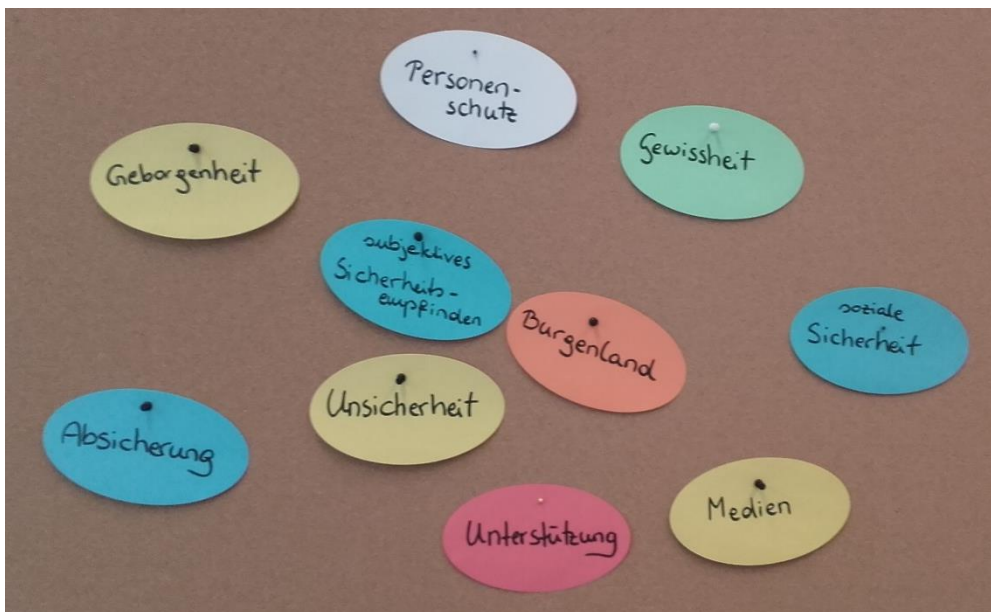 Personen-
schutz
Gewissheit
Geborgenheit
subjektives
Sicherheits-
empfinden
Burgenland
soziale
Sicherheit
Unsicherheit
Absicherung
Medien
Unterstützung